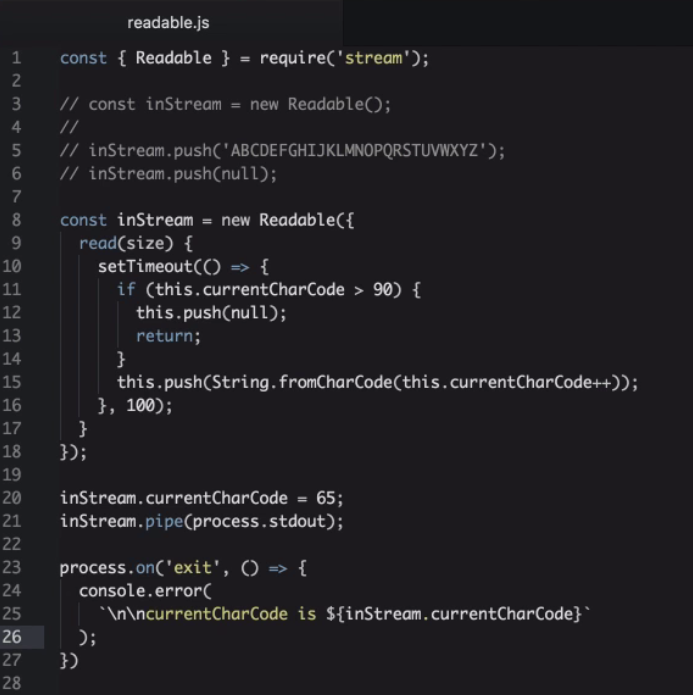 readable.js
1 const { Readable } = require('stream');
2
3 // const inStream = new Readable();
4 //
5 // inStream.push('ABCDEFGHIJKLMNOPQRSTUVWXYZ');
6 // inStream.push(null);
7
8 const inStream = new Readable({
9   read(size) {
10     setTimeout(() => {
11       if (this.currentCharCode > 90) {
12         this.push(null);
13         return;
14       }
15       this.push(String.fromCharCode(this.currentCharCode++));
16     }, 100);
17   }
18 });
19
20 inStream.currentCharCode = 65;
21 inStream.pipe(process.stdout);
22
23 process.on('exit', () => {
24   console.error(
25     `\n\ncurrentCharCode is ${inStream.currentCharCode}`
26   );
27 })
28